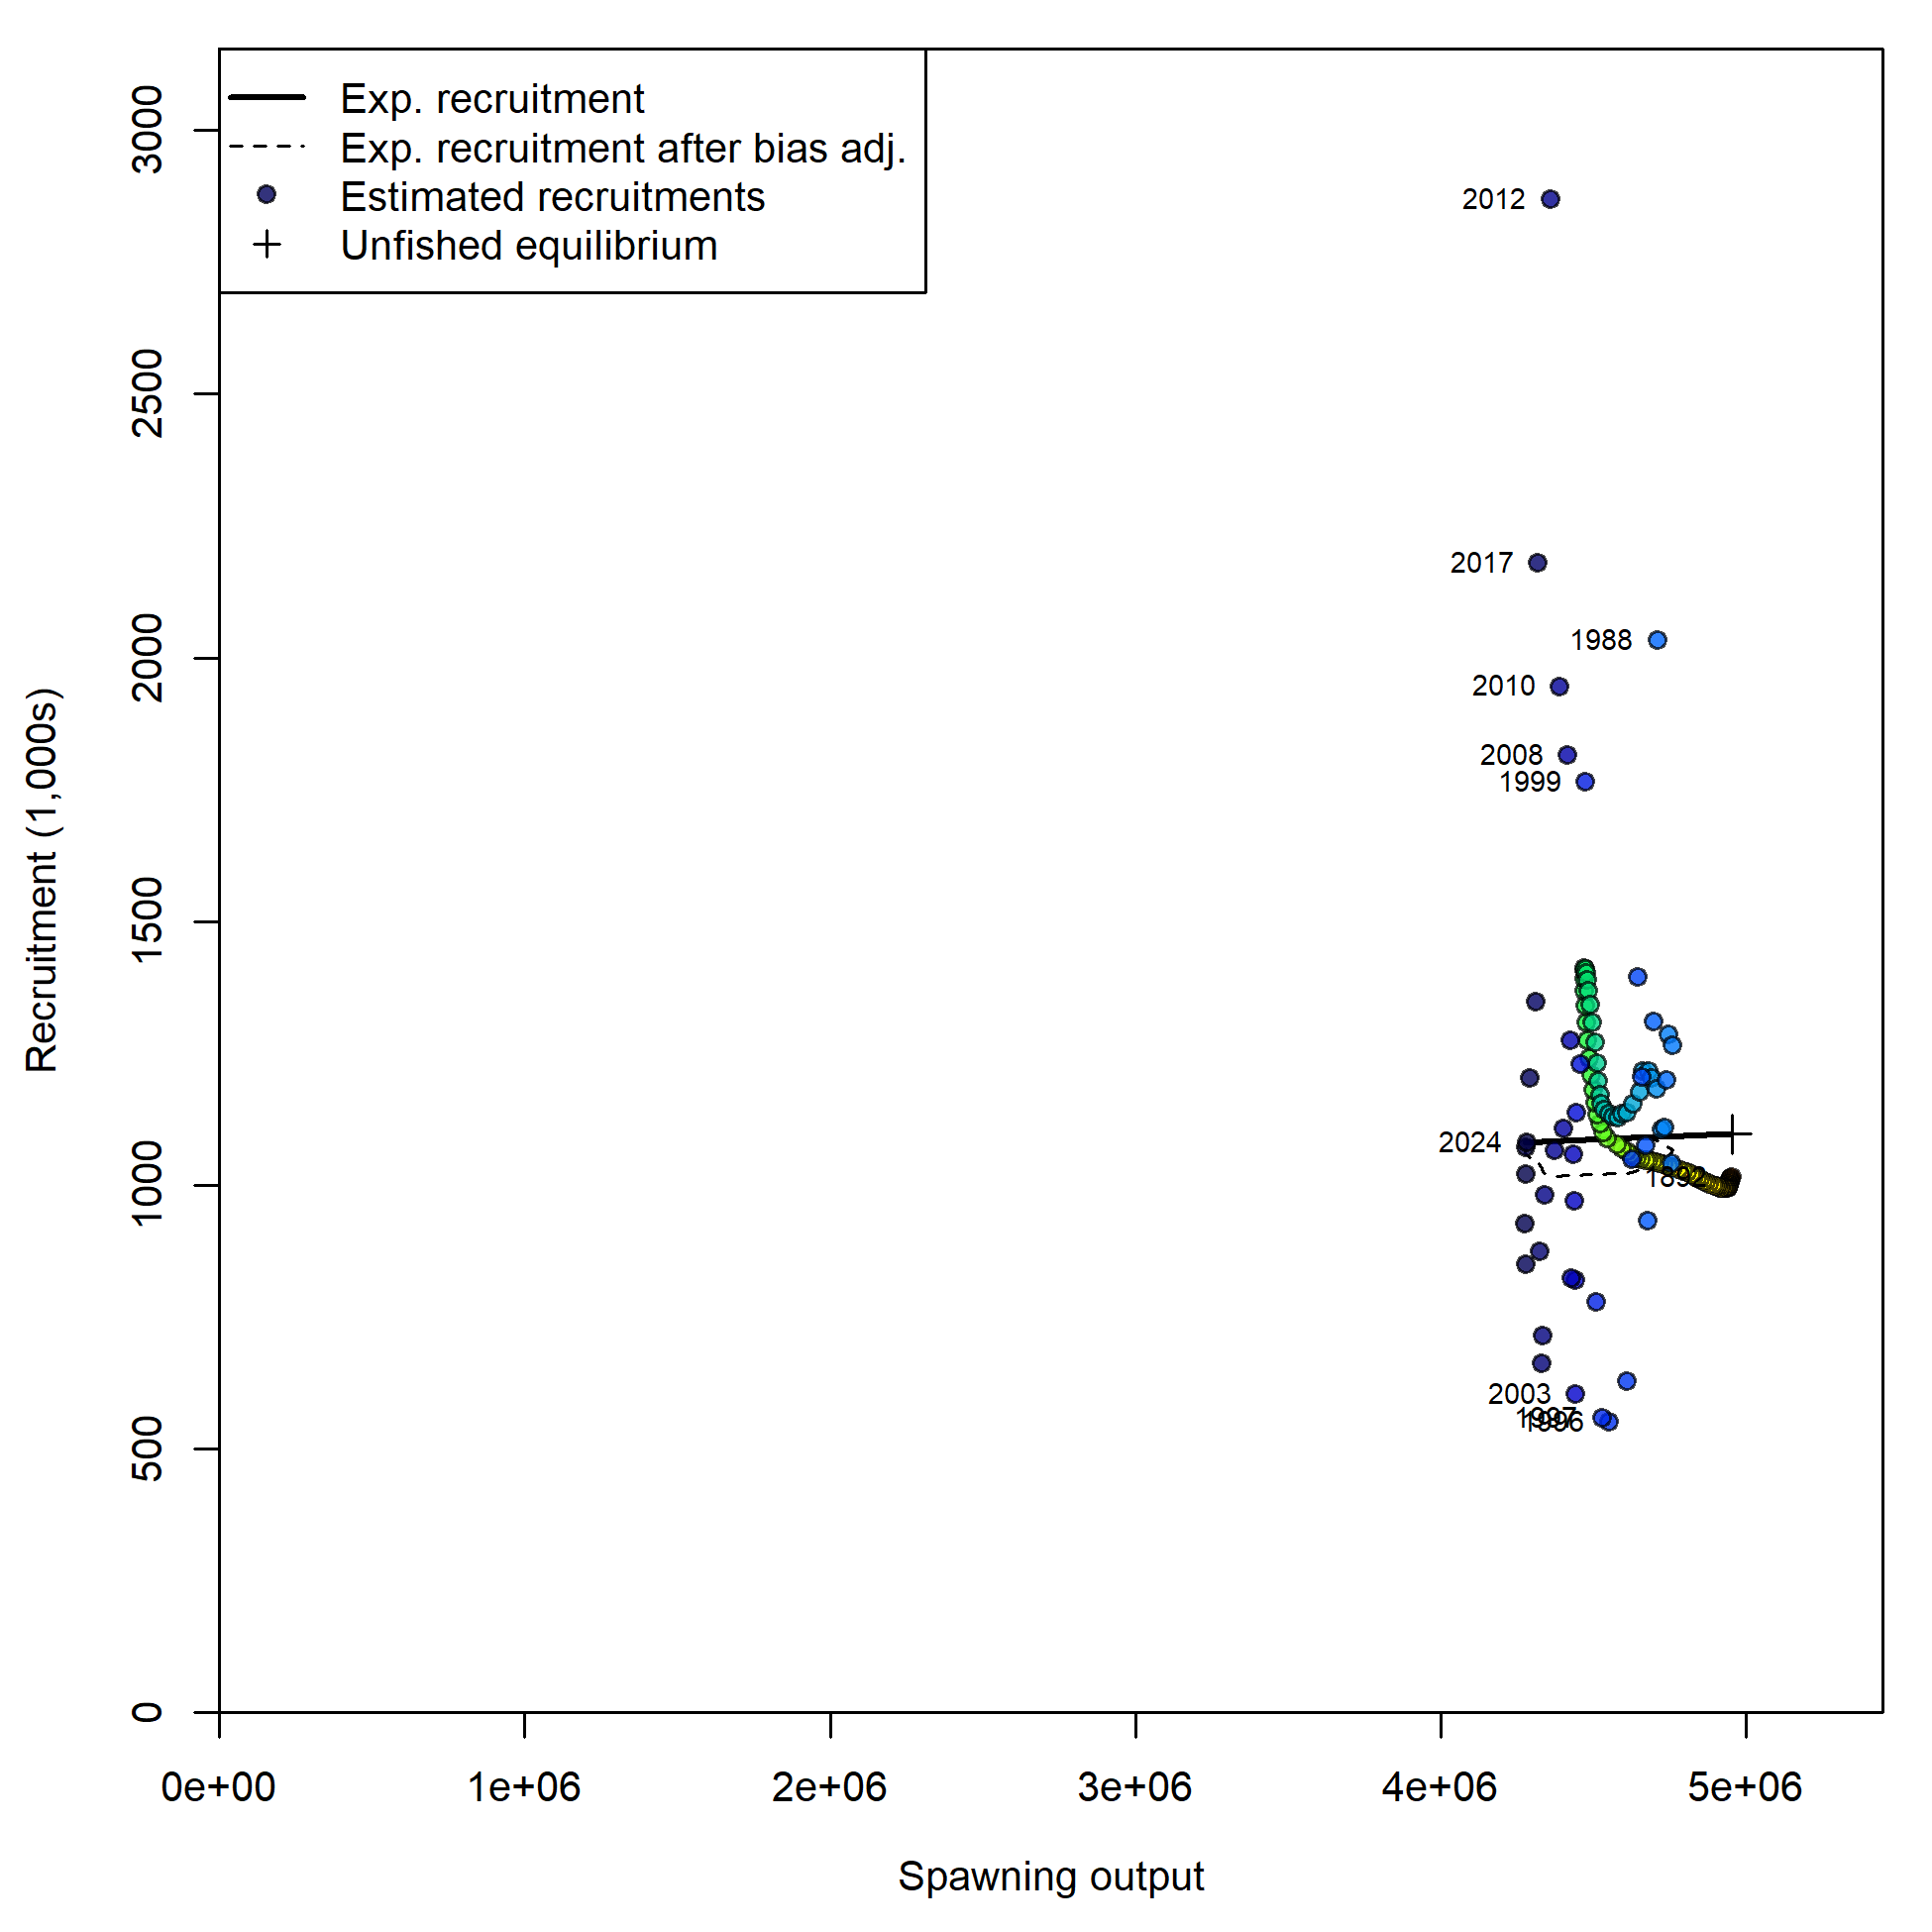 Exp. recruitment
Exp. recruitment after bias adj.
Estimated recruitments
Unfished equilibrium
3000
2500
2000
1500
1000
500
0
Recruitment (1,000s)
2012
2017
1988
2010
2008
1999
2024
2003
1997
1996
0e+00
1e+06
2e+06
3e+06
4e+06
5e+06
Spawning output